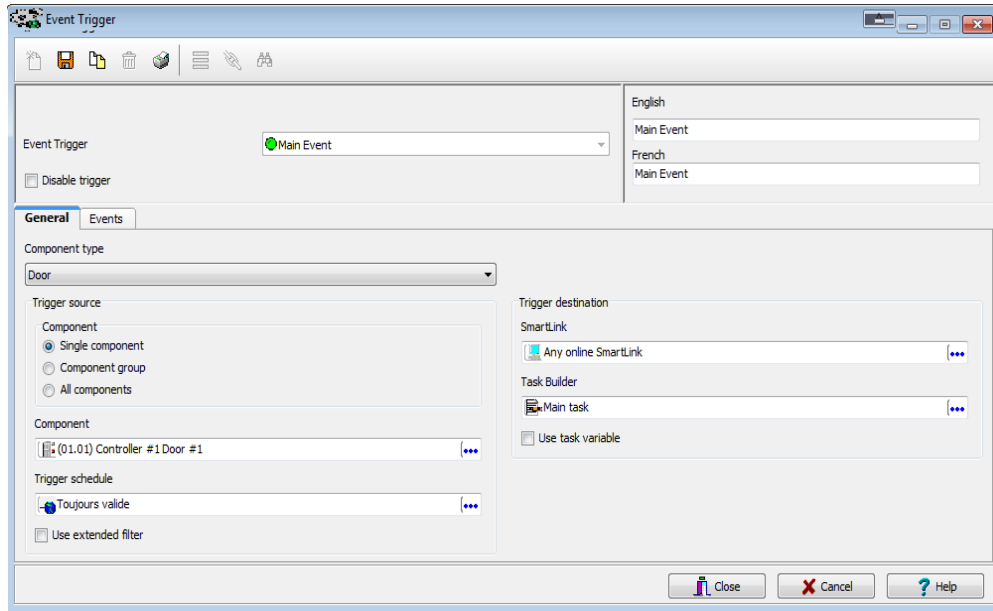 Event Trigger
English
Main Event
Event Trigger
Main Event
French
Main Event
Disable trigger
General
Events
Component type
Door
Trigger source
Component
Single component
Component group
All components
Component
(01.01) Controller #1 Door #1
Trigger schedule
Toujours valide
Use extended filter
Trigger destination
SmartLink
Any online SmartLink
Task Builder
Main task
Use task variable
Close
Cancel
? Help